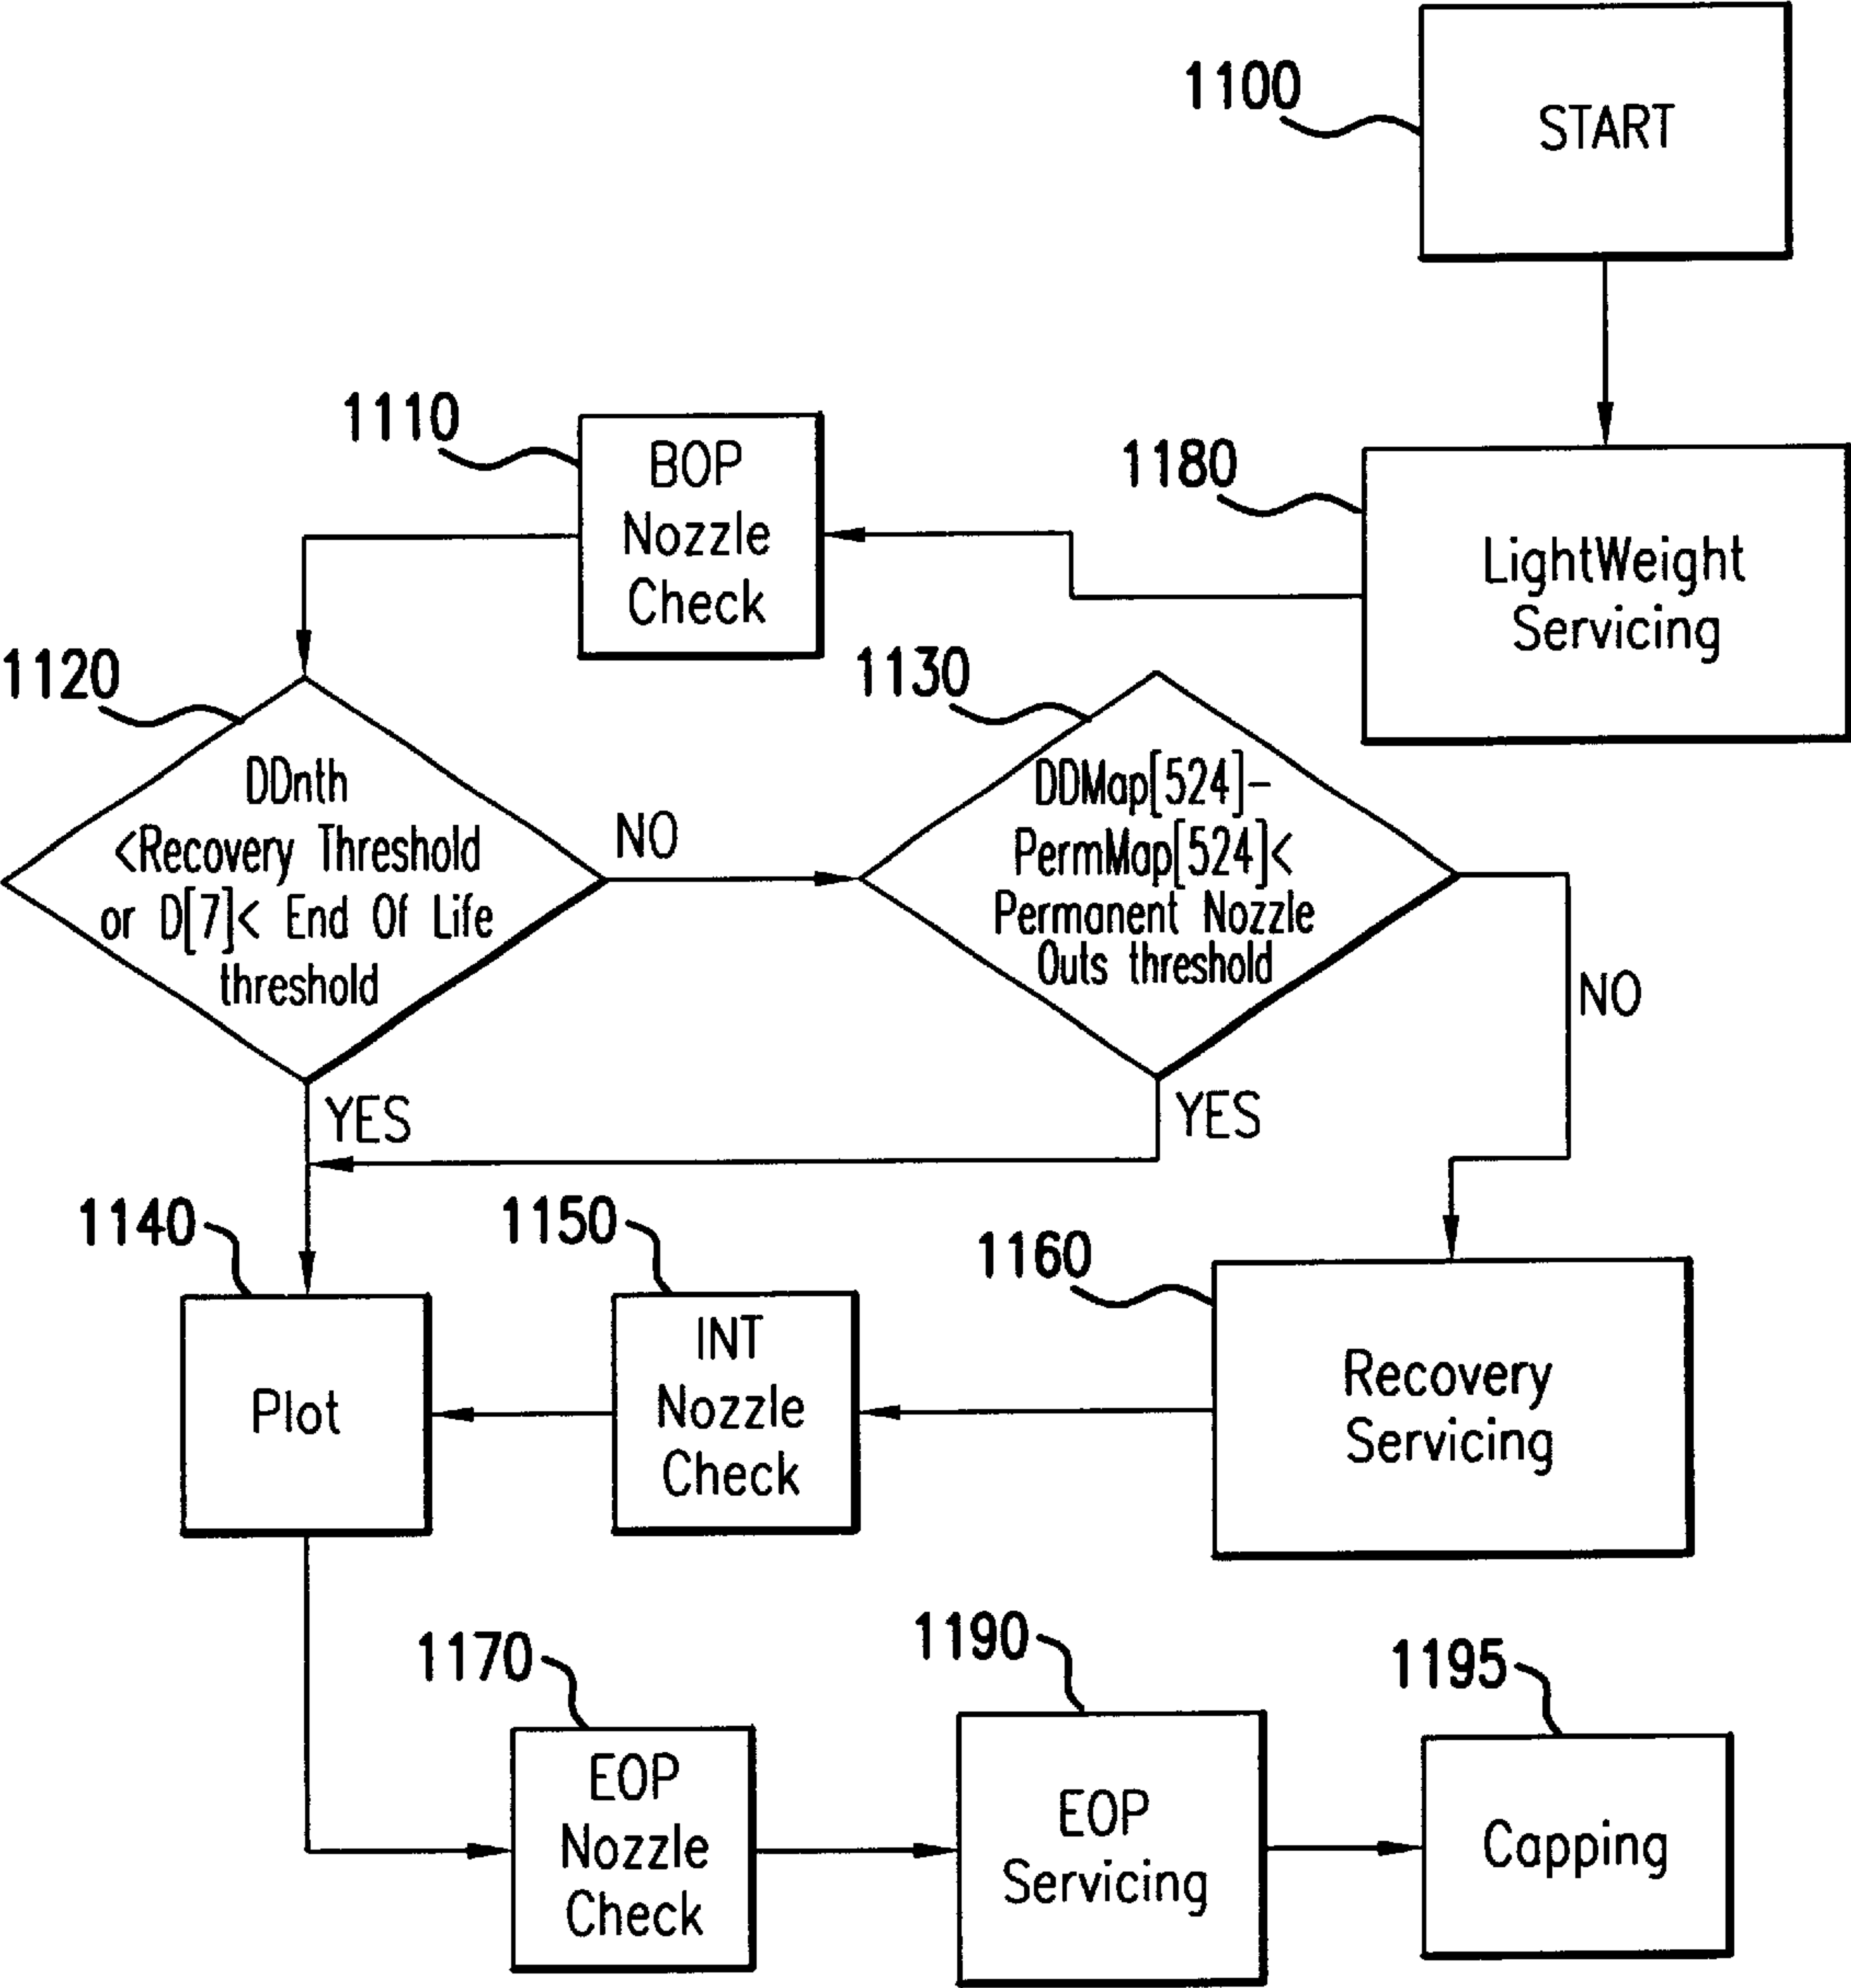 1100
START
1110
BOP
Nozzle
Check
1180
LightWeight
Servicing
1120
DDnth
<Recovery Threshold
or D[7]< End Of Life
threshold
NO
1130
DDMap[524]-
PermMap[524]<
Permanent Nozzle
Outs threshold
NO
YES
YES
1140
Plot
1150
INT
Nozzle
Check
1160
Recovery
Servicing
1170
EOP
Nozzle
Check
1190
EOP
Servicing
1195
Capping